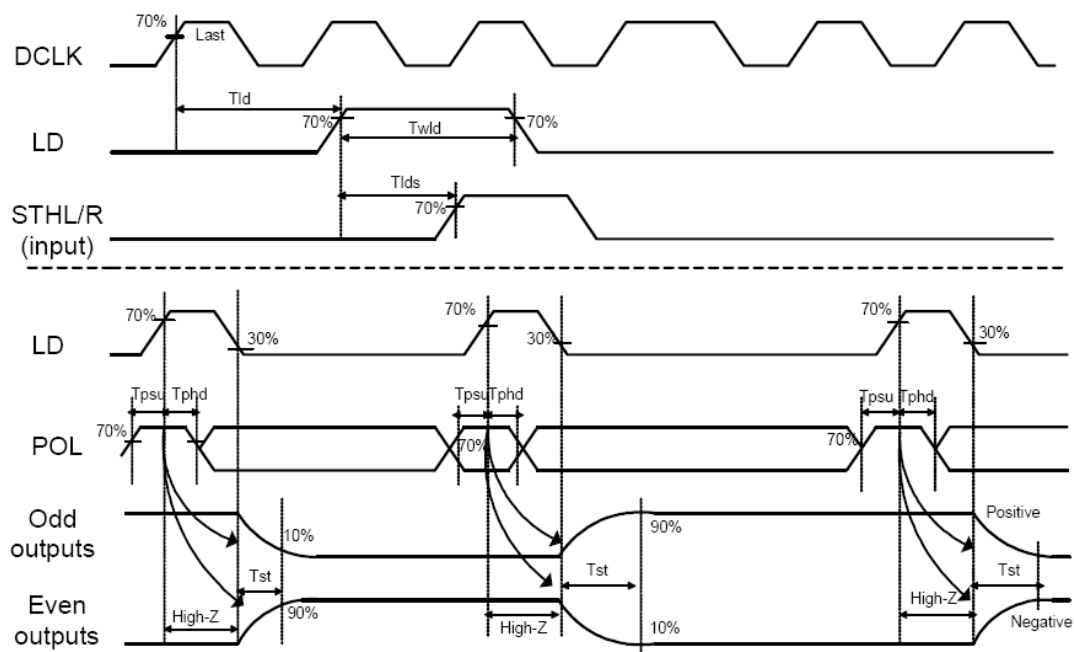 70%
Last
DCLK
Tld
70%
70%
LD
Twld
Tlds
STHL/R
(input)
70%
70%
30%
70%
30%
70%
30%
LD
Tpsu
Tphd
Tpsu
Tphd
Tpsu
Tphd
70%
70%
70%
POL
Odd
outputs
10%
90%
Positive
Tst
Tst
Tst
Even
outputs
High-Z
90%
High-Z
10%
High-Z
Negative